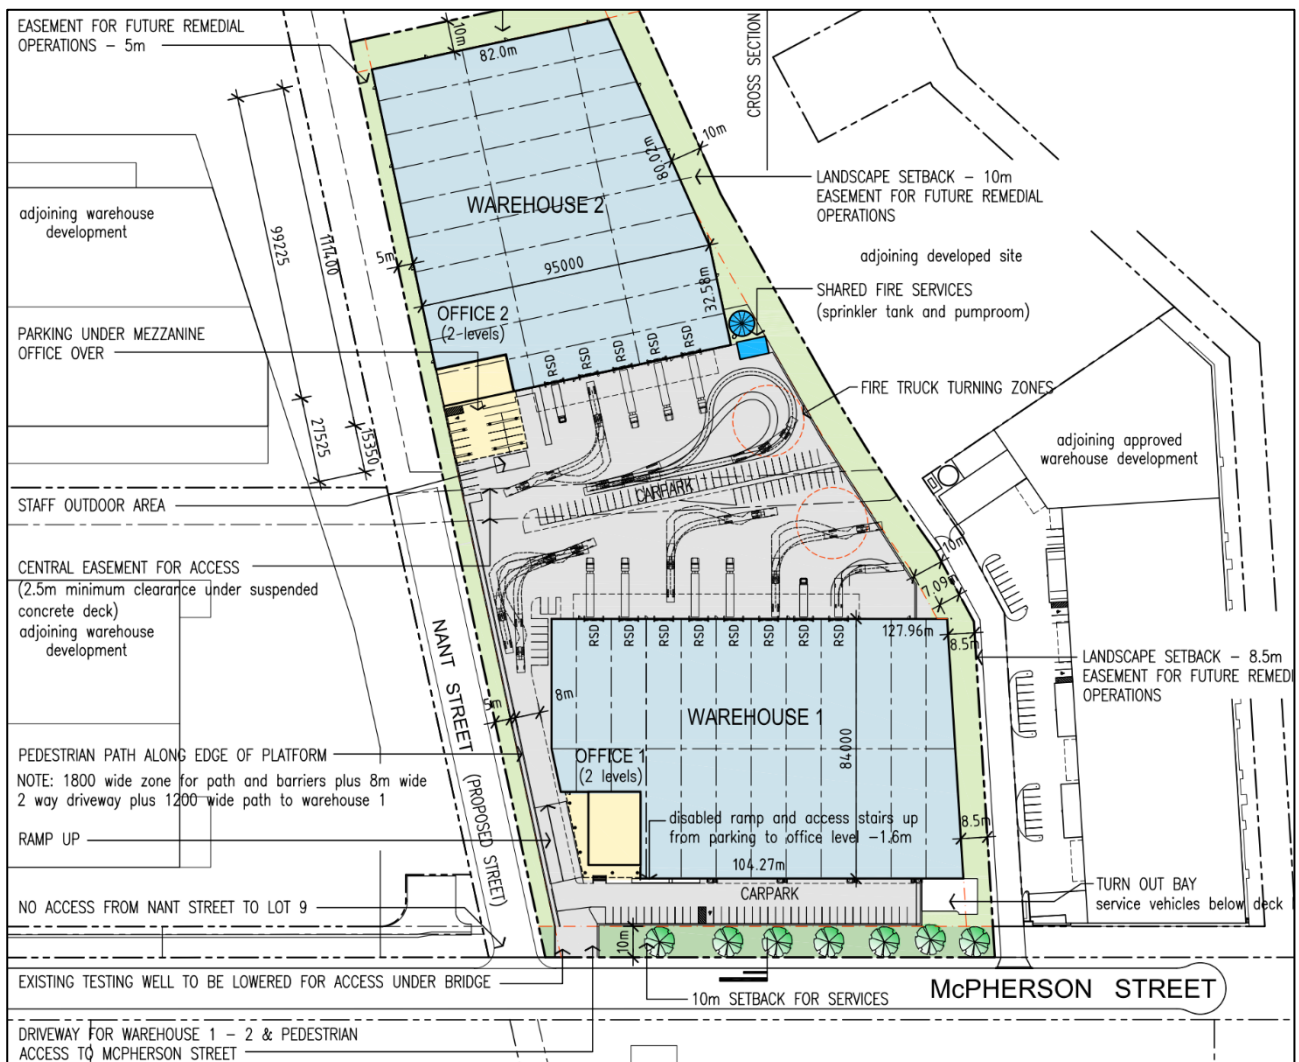 EASEMENT FOR FUTURE REMEDIAL
OPERATIONS – 5m
10m
82.0m
CROSS SECTION
10m
80.02m
LANDSCAPE SETBACK – 10m
EASEMENT FOR FUTURE REMEDIAL
OPERATIONS
adjoining warehouse
development
WAREHOUSE 2
99225
111400
5m
95000
adjoining developed site
32.58m
SHARED FIRE SERVICES
(sprinkler tank and pumproom)
OFFICE 2
(2-levels)
PARKING UNDER MEZZANINE
OFFICE OVER
RSD
RSD
RSD
RSD
RSD
FIRE TRUCK TURNING ZONES
27525
15350
adjoining approved
warehouse development
CARPARK
STAFF OUTDOOR AREA
10m
7.09m
CENTRAL EASEMENT FOR ACCESS
(2.5m minimum clearance under suspended
concrete deck)
adjoining warehouse
development
NANT STREET (PROPOSED STREET)
RSD
RSD
RSD
RSD
RSD
RSD
RSD
127.96m
8.5m
LANDSCAPE SETBACK – 8.5m
EASEMENT FOR FUTURE REMEDI
OPERATIONS
5m
8m
WAREHOUSE 1
84000
PEDESTRIAN PATH ALONG EDGE OF PLATFORM
NOTE: 1800 wide zone for path and barriers plus 8m wide
2 way driveway plus 1200 wide path to warehouse 1
OFFICE 1
(2 levels)
RAMP UP
disabled ramp and access stairs up
from parking to office level –1.6m
8.5m
104.27m
CARPARK
TURN OUT BAY
service vehicles below deck
NO ACCESS FROM NANT STREET TO LOT 9
10m
EXISTING TESTING WELL TO BE LOWERED FOR ACCESS UNDER BRIDGE
10m SETBACK FOR SERVICES
McPHERSON STREET
DRIVEWAY FOR WAREHOUSE 1 – 2 & PEDESTRIAN
ACCESS TO MCPHERSON STREET